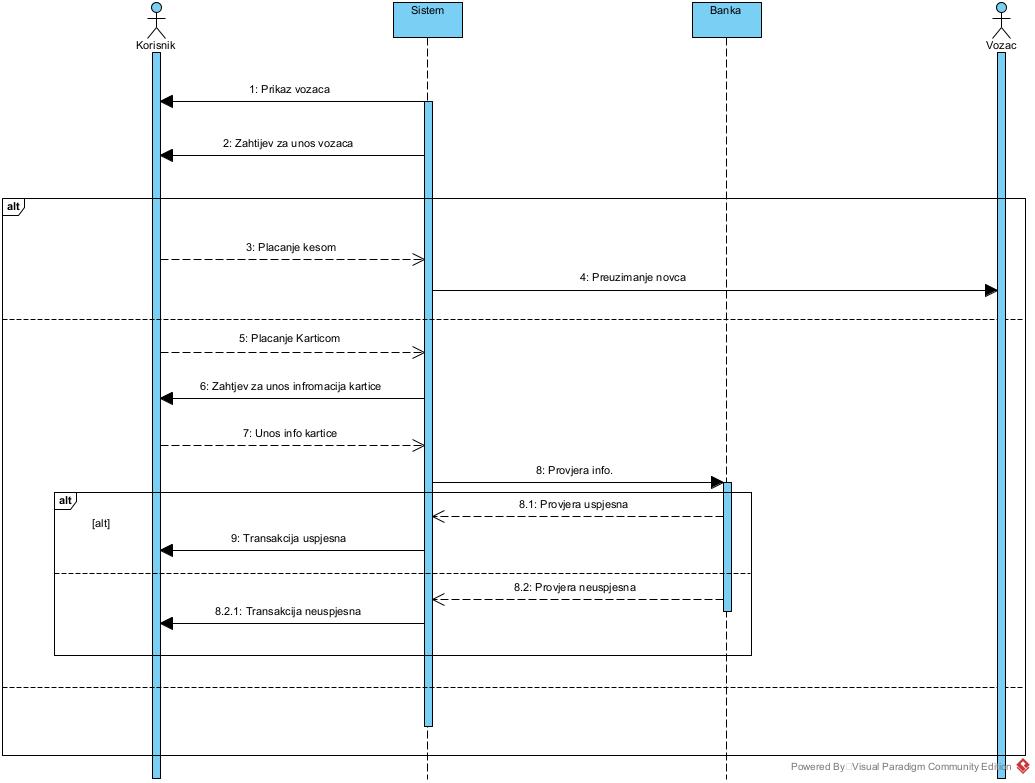 Sistem
Banka
Korisnik
Vozac
1: Prikaz vozaca
2: Zahtijev za unos vozaca
alt
3: Placanje kesom
4: Preuzimanje novca
5: Placanje Karticom
6: Zahtjev za unos infromacija kartice
7: Unos info kartice
8: Provjera info.
alt
8.1: Provjera uspjesna
[alt]
9: Transakcija uspjesna
8.2: Provjera neuspjesna
8.2.1: Transakcija neuspjesna
Powered By Visual Paradigm Community Edition